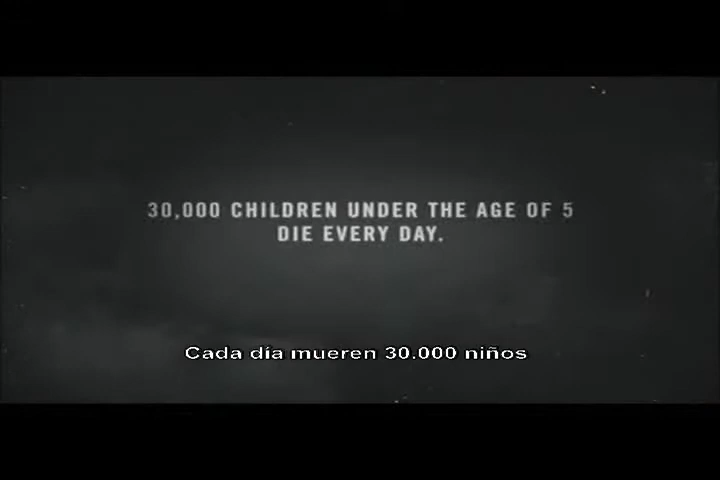 30,000 CHILDREN UNDER THE AGE OF 5
DIE EVERY DAY.
Cada día mueren 30.000 niños